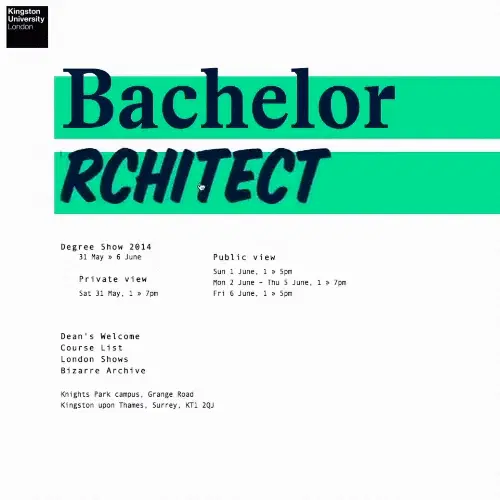 Kingston
University
London
Bachelor
RCHITECT
Degree Show 2014
31 May » 6 June
Private view
Sat 31 May, 1 » 7pm
Public view
Sun 1 June, 1 » 5pm
Mon 2 June – Thu 5 June, 1 » 7pm
Fri 6 June, 1 » 5pm
Dean's Welcome
Course List
London Shows
Bizarre Archive
Knights Park campus, Grange Road
Kingston upon Thames, Surrey, KT1 2QJ